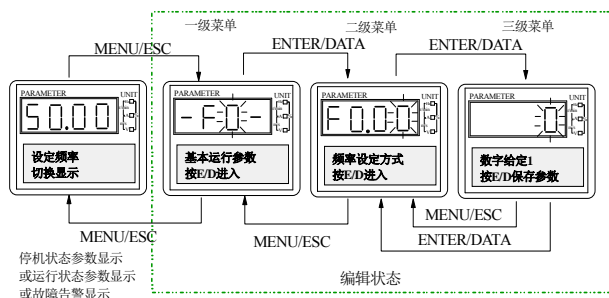 一级菜单
二级菜单
三级菜单
MENU/ESC
ENTER/DATA
ENTER/DATA
PARAMETER
UNIT
50.00
设定频率
切换显示
PARAMETER
UNIT
-F0-
基本运行参数
按E/D进入
PARAMETER
UNIT
F0.00
频率设定方式
按E/D进入
PARAMETER
UNIT
0
数字给定1
按E/D保存参数
MENU/ESC
MENU/ESC
MENU/ESC
ENTER/DATA
停机状态参数显示
或运行状态参数显示
或故障告警显示
编辑状态